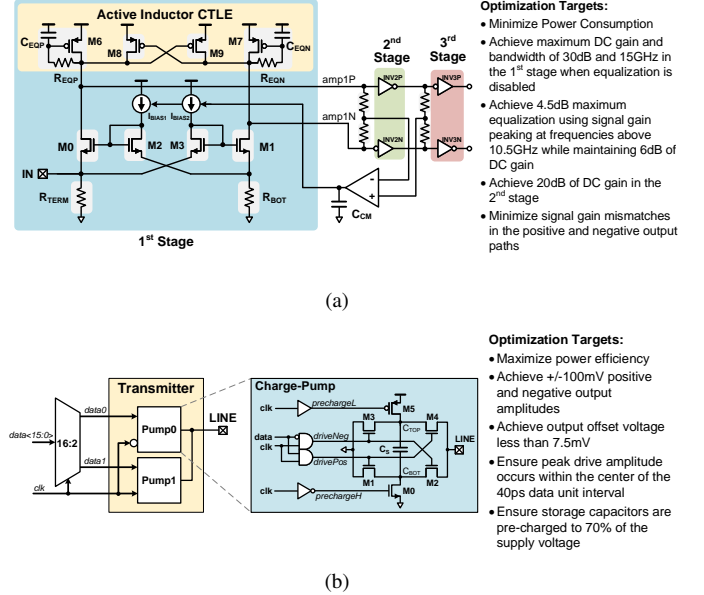 Active Inductor CTLE
C_EQP M6 M8 M9 M7 C_EQN
R_EQP R_EQN
I_BIAS1 I_BIAS2
M0 M2 M3 M1
IN
R_TERM R_BOT
1st Stage
amp1P
amp1N
2nd Stage
3rd Stage
INV2P INV3P
INV2N INV3N
-
+
C_CM
Optimization Targets:
• Minimize Power Consumption
• Achieve maximum DC gain and
bandwidth of 30dB and 15GHz in
the 1st stage when equalization is
disabled
• Achieve 4.5dB maximum
equalization using signal gain
peaking at frequencies above
10.5GHz while maintaining 6dB of
DC gain
• Achieve 20dB of DC gain in the
2nd stage
• Minimize signal gain mismatches
in the positive and negative output
paths
(a)
Transmitter
data<15:0>
16:2
data0
data1
clk
Pump0
Pump1
LINE
Charge-Pump
clk prechargeL M5
M3 C_TOP M4
data driveNeg
clk drivePos
C_S
LINE
M1 C_BOT M2
clk prechargeH M0
Optimization Targets:
• Maximize power efficiency
• Achieve +/-100mV positive
and negative output
amplitudes
• Achieve output offset voltage
less than 7.5mV
• Ensure peak drive amplitude
occurs within the center of the
40ps data unit interval
• Ensure storage capacitors are
pre-charged to 70% of the
supply voltage
(b)